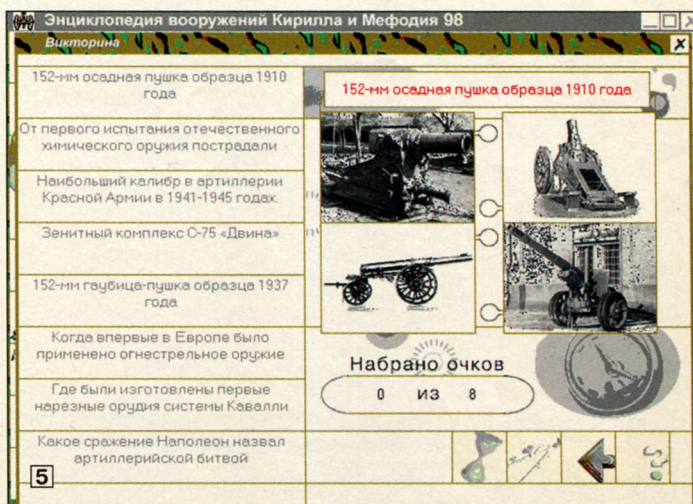 Энциклопедия вооружений Кирилла и Мефодия 98
Викторина
152-мм осадная пушка образца 1910
года
От первого испытания отечественного
химического оружия пострадали
Наибольший калибр в артиллерии
Красной Армии в 1941-1945 годах.
Зенитный комплекс С-75 «Двина»
152-мм гаубица-пушка образца 1937
года
Когда впервые в Европе было
применено огнестрельное оружие
Где были изготовлены первые
нарезные орудия системы Кавалли
Какое сражение Наполеон назвал
артиллерийской битвой
152-мм осадная пушка образца 1910 года
Набрано очков
0 из 8
5